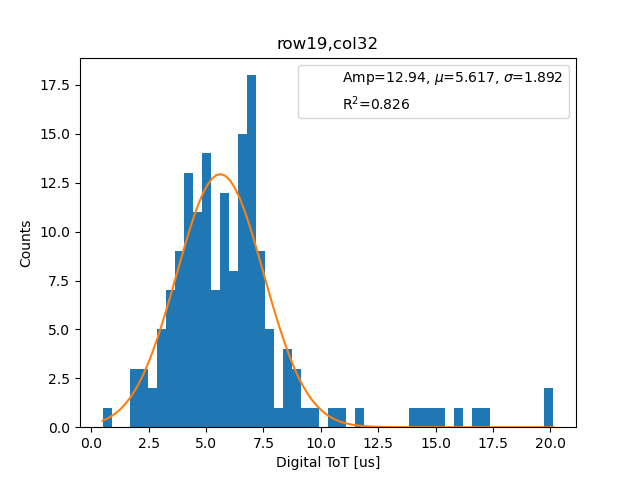 row19,col32
Amp=12.94, μ=5.617, σ=1.892
R²=0.826
17.5
15.0
12.5
10.0
7.5
5.0
2.5
0.0
Counts
0.0 2.5 5.0 7.5 10.0 12.5 15.0 17.5 20.0
Digital ToT [us]